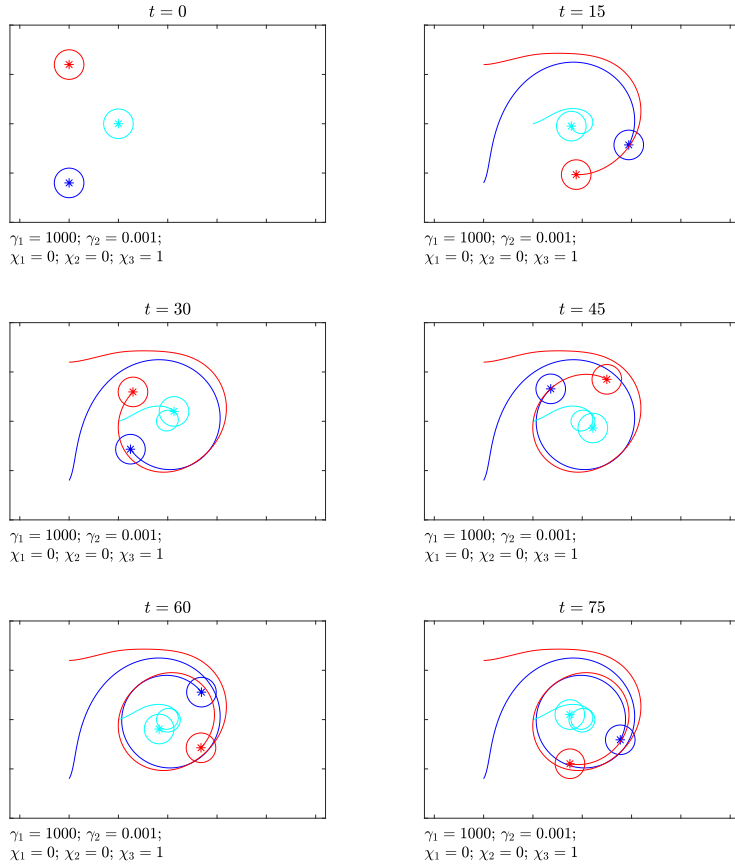 t = 0
t = 15
γ₁ = 1000; γ₂ = 0.001;
χ₁ = 0; χ₂ = 0; χ₃ = 1
γ₁ = 1000; γ₂ = 0.001;
χ₁ = 0; χ₂ = 0; χ₃ = 1
t = 30
t = 45
γ₁ = 1000; γ₂ = 0.001;
χ₁ = 0; χ₂ = 0; χ₃ = 1
γ₁ = 1000; γ₂ = 0.001;
χ₁ = 0; χ₂ = 0; χ₃ = 1
t = 60
t = 75
γ₁ = 1000; γ₂ = 0.001;
χ₁ = 0; χ₂ = 0; χ₃ = 1
γ₁ = 1000; γ₂ = 0.001;
χ₁ = 0; χ₂ = 0; χ₃ = 1